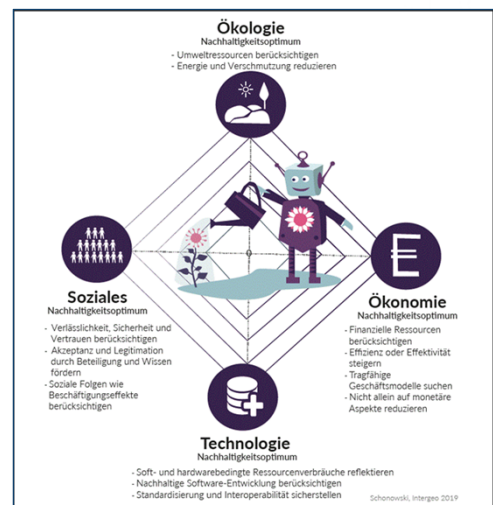 Ökologie
Nachhaltigkeitsoptimum
- Umweltressourcen berücksichtigen
- Energie und Verschmutzung reduzieren
Soziales
Nachhaltigkeitsoptimum
- Verlässlichkeit, Sicherheit und
Vertrauen berücksichtigen
- Akzeptanz und Legitimation
durch Beteiligung und Wissen
fördern
- Soziale Folgen wie
Beschäftigungseffekte
berücksichtigen
Ökonomie
Nachhaltigkeitsoptimum
- Finanzielle Ressourcen
berücksichtigen
- Effizienz oder Effektivität
steigern
- Tragfähige
Geschäftsmodelle suchen
- Nicht allein auf monetäre
Aspekte reduzieren
Technologie
Nachhaltigkeitsoptimum
- Soft- und hardwarebedingte Ressourcenverbräuche reflektieren
- Nachhaltige Software-Entwicklung berücksichtigen
- Standardisierung und Interoperabilität sicherstellen
Schonowski, Intergeo 2019